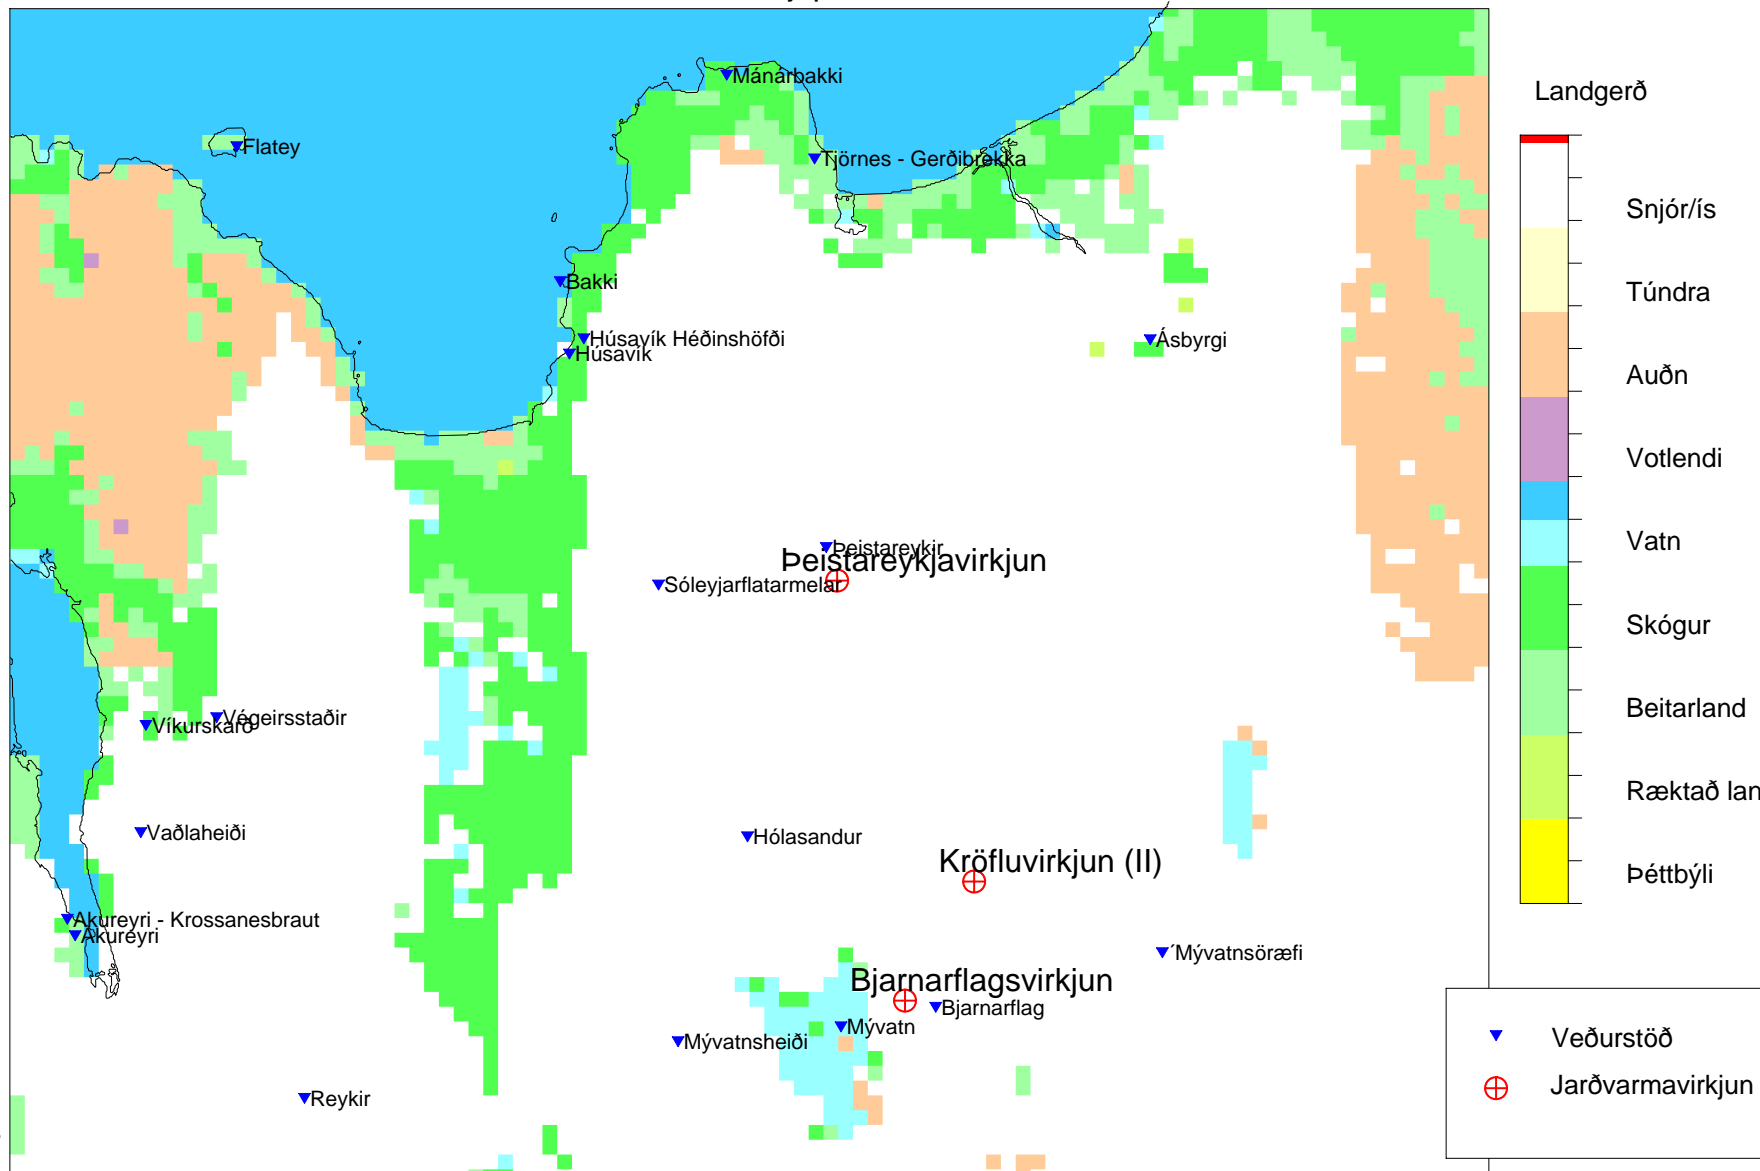 Mánárbakki
Landgerð
Flatey
Tjörnes - Gerðibrekka
Snjór/ís
Bakki
Túndra
Húsavík Héðinshöfði
Húsavík
Ásbyrgi
Auðn
Votlendi
Vatn
Þeistareykir
Þeistareykjavirkjun
Sóleyjarflatarmelar
Skógur
Beitarland
Végeirsstaðir
Víkurskarð
Ræktað lan
Vaðlaheiði
Hólasandur
Kröfluvirkjun (II)
Þéttbýli
Akureyri - Krossanesbraut
Akureyri
´Mývatnsöræfi
Bjarnarflagsvirkjun
Bjarnarflag
Mývatn
Mývatnsheiði
Veðurstöð
Jarðvarmavirkjun
Reykir